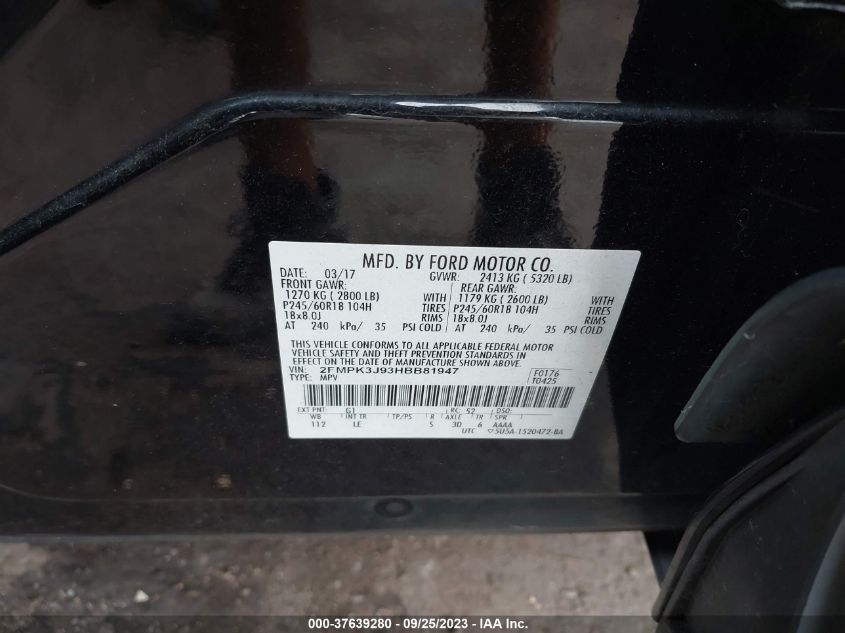 MFD. BY FORD MOTOR CO.
DATE: 03/17 GVWR: 2413 KG ( 5320 LB)
FRONT GAWR: REAR GAWR:
1270 KG ( 2800 LB) WITH 1179 KG ( 2600 LB) WITH
P245/60R18 104H TIRES P245/60R18 104H TIRES
18x8.0J RIMS 18x8.0J RIMS
AT 240 kPa/ 35 PSI COLD AT 240 kPa/ 35 PSI COLD
THIS VEHICLE CONFORMS TO ALL APPLICABLE FEDERAL MOTOR
VEHICLE SAFETY AND THEFT PREVENTION STANDARDS IN
EFFECT ON THE DATE OF MANUFACTURE SHOWN ABOVE.
VIN: 2FMPK3J93HBB81947 F0176
TYPE: MPV T0425
EXT PNT: G1 RC: 52 DSO:
WB INT TR TP/PS R AXLE TR SPR
112 LE 5 3D 6 AAAA
UTC ▽5U5A-1520472-BA
000-37639280 - 09/25/2023 - IAA Inc.